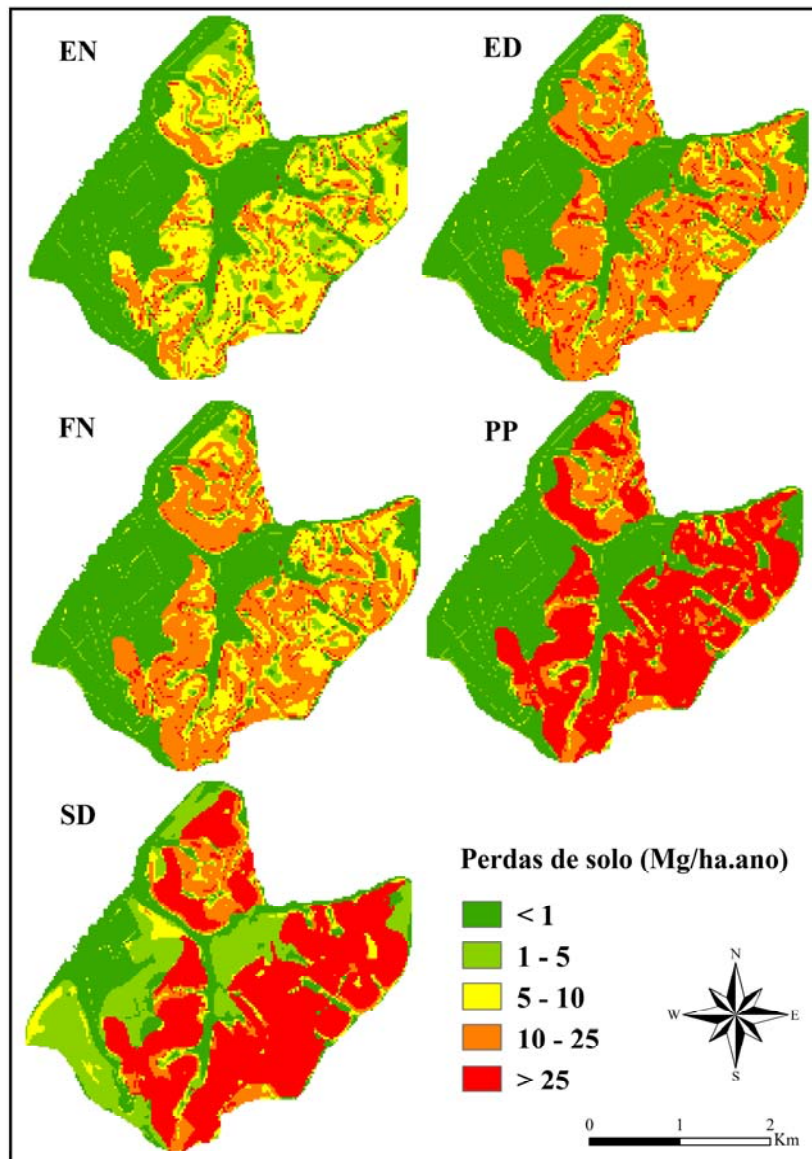 EN
ED
FN
PP
SD
Perdas de solo (Mg/ha.ano)
< 1
1 - 5
5 - 10
10 - 25
> 25
N
W
E
S
0 1 2
Km